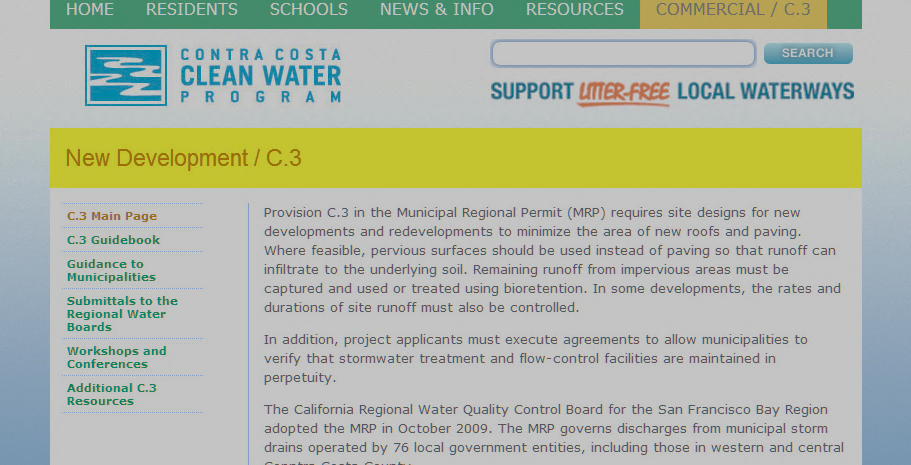 HOME RESIDENTS SCHOOLS NEWS & INFO RESOURCES COMMERCIAL / C.3
CONTRA COSTA
CLEAN WATER
PROGRAM
SEARCH
SUPPORT LITTER-FREE LOCAL WATERWAYS
New Development / C.3
C.3 Main Page
C.3 Guidebook
Guidance to
Municipalities
Submittals to the
Regional Water
Boards
Workshops and
Conferences
Additional C.3
Resources
Provision C.3 in the Municipal Regional Permit (MRP) requires site designs for new
developments and redevelopments to minimize the area of new roofs and paving.
Where feasible, pervious surfaces should be used instead of paving so that runoff can
infiltrate to the underlying soil. Remaining runoff from impervious areas must be
captured and used or treated using bioretention. In some developments, the rates and
durations of site runoff must also be controlled.
In addition, project applicants must execute agreements to allow municipalities to
verify that stormwater treatment and flow-control facilities are maintained in
perpetuity.
The California Regional Water Quality Control Board for the San Francisco Bay Region
adopted the MRP in October 2009. The MRP governs discharges from municipal storm
drains operated by 76 local government entities, including those in western and central